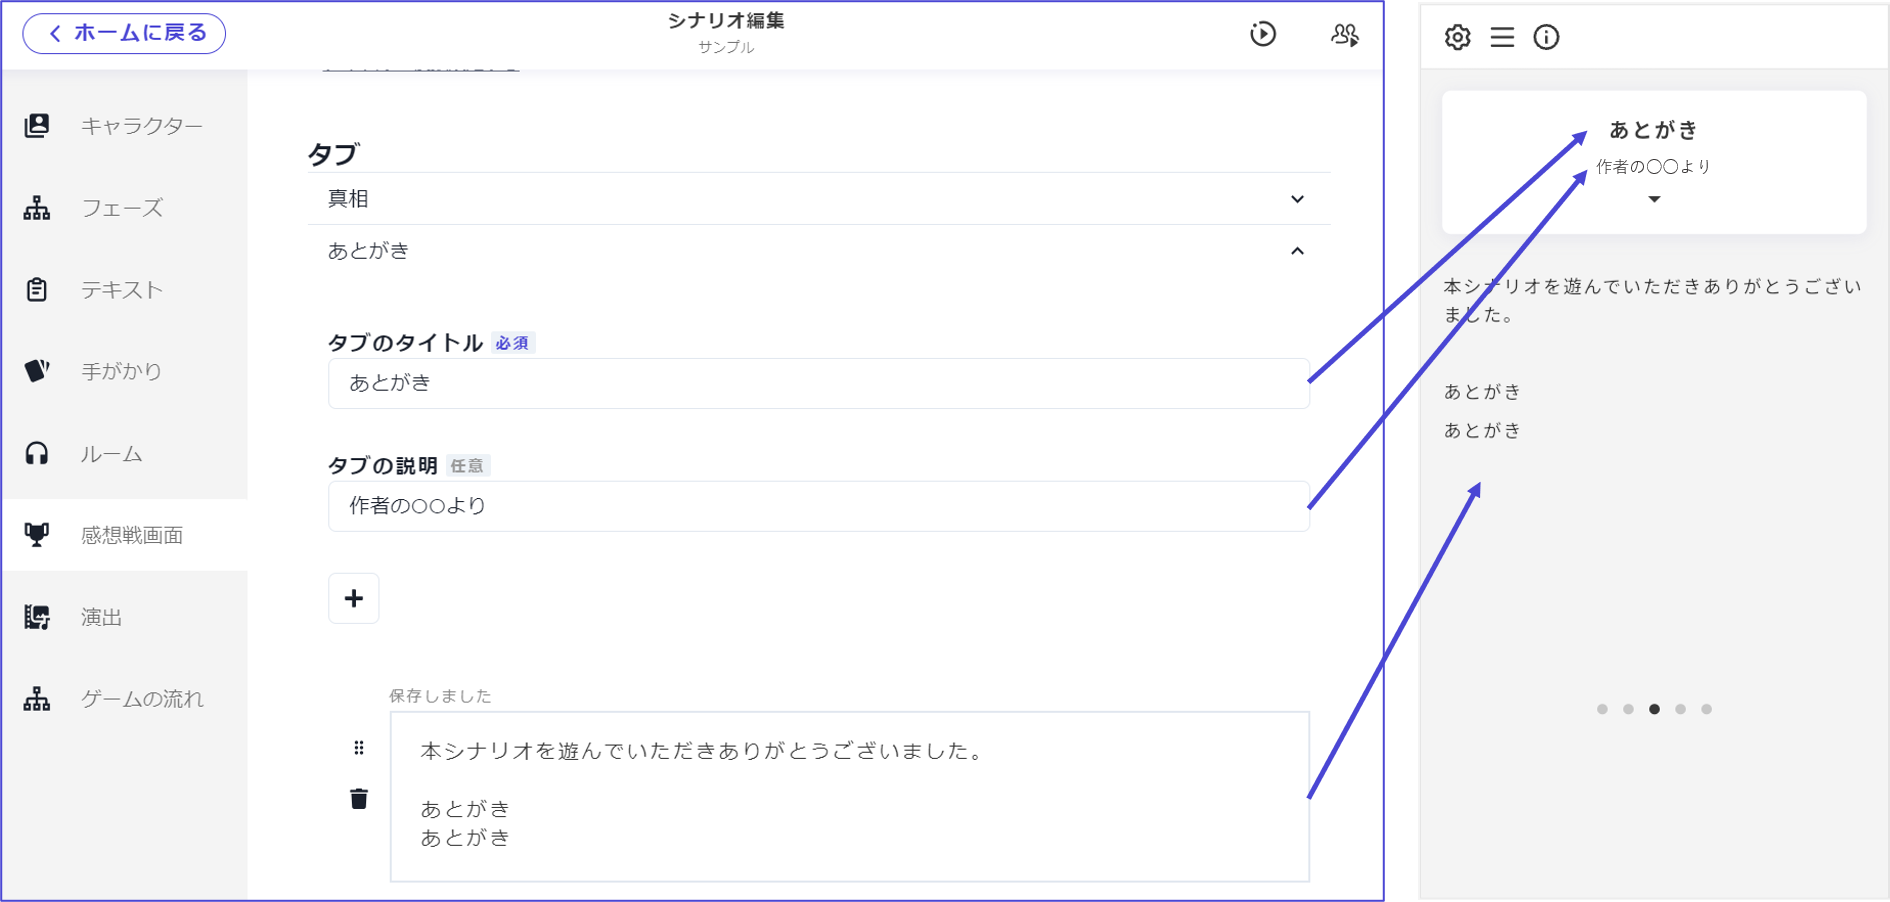 ホームに戻る
シナリオ編集
サンプル
キャラクター
フェーズ
テキスト
手がかり
ルーム
感想戦画面
演出
ゲームの流れ
タブ
真相
あとがき
タブのタイトル 必須
あとがき
タブの説明 任意
作者の○○より
保存しました
本シナリオを遊んでいただきありがとうございました。
あとがき
あとがき
あとがき
作者の〇〇より
本シナリオを遊んでいただきありがとうござい
ました。
あとがき
あとがき